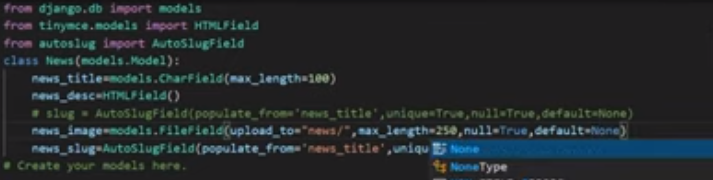 from django.db import models
from tinymce.models import HTMLField
from autoslug import AutoSlugField
class News(models.Model):
    news_title=models.CharField(max_length=100)
    news_desc=HTMLField()
    # slug = AutoSlugField(populate_from='news_title',unique=True,null=True,default=None)
    news_image=models.FileField(upload_to="news/",max_length=250,null=True,default=None)
    news_slug=AutoSlugField(populate_from='news_title',uniqu
None
# Create your models here.
NoneType